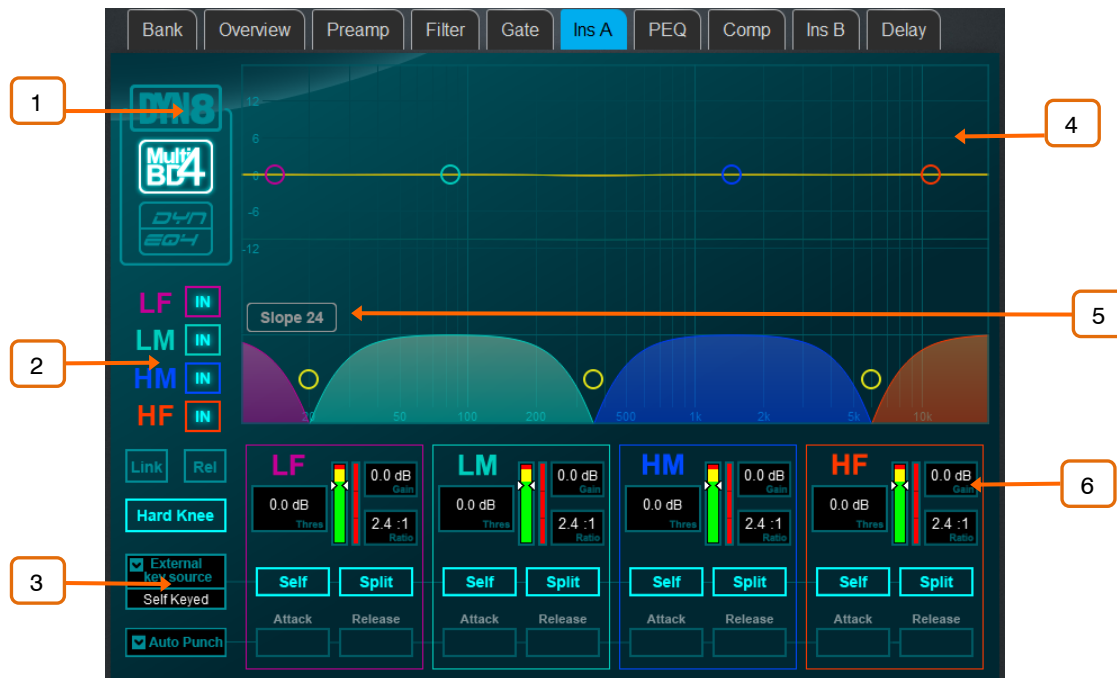 Bank Overview Preamp Filter Gate Ins A PEQ Comp Ins B Delay
1
DYN8
Multi
BD4
DYN
EQ4
12
6
0
-6
-12
4
LF IN
LM IN
HM IN
HF IN
2
Slope 24
5
20 50 100 200 500 1k 2k 5k 10k
Link Rel
Hard Knee
External
key source
Self Keyed
3
Auto Punch
LF
0.0 dB
Thres
0.0 dB
Gain
2.4 :1
Ratio
Self Split
Attack Release
LM
0.0 dB
Thres
0.0 dB
Gain
2.4 :1
Ratio
Self Split
Attack Release
HM
0.0 dB
Thres
0.0 dB
Gain
2.4 :1
Ratio
Self Split
Attack Release
HF
0.0 dB
Thres
0.0 dB
Gain
2.4 :1
Ratio
Self Split
Attack Release
6